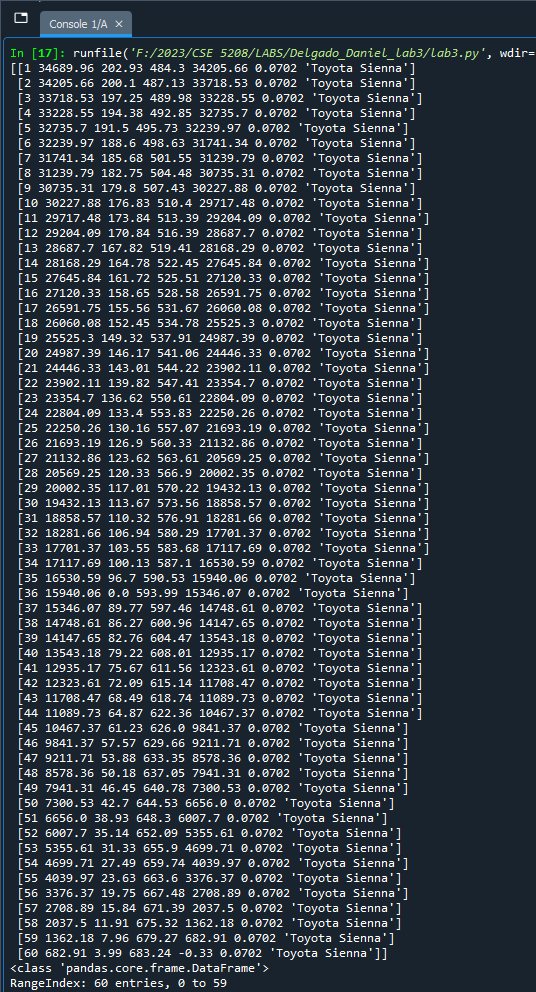 Console 1/A
In [17]: runfile('F:/2023/CSE 5208/LABS/Delgado_Daniel_lab3/lab3.py', wdir=
[[1 34689.96 202.93 484.3 34205.66 0.0702 'Toyota Sienna']
[2 34205.66 200.1 487.13 33718.53 0.0702 'Toyota Sienna']
[3 33718.53 197.25 489.98 33228.55 0.0702 'Toyota Sienna']
[4 33228.55 194.38 492.85 32735.7 0.0702 'Toyota Sienna']
[5 32735.7 191.5 495.73 32239.97 0.0702 'Toyota Sienna']
[6 32239.97 188.6 498.63 31741.34 0.0702 'Toyota Sienna']
[7 31741.34 185.68 501.55 31239.79 0.0702 'Toyota Sienna']
[8 31239.79 182.75 504.48 30735.31 0.0702 'Toyota Sienna']
[9 30735.31 179.8 507.43 30227.88 0.0702 'Toyota Sienna']
[10 30227.88 176.83 510.4 29717.48 0.0702 'Toyota Sienna']
[11 29717.48 173.84 513.39 29204.09 0.0702 'Toyota Sienna']
[12 29204.09 170.84 516.39 28687.7 0.0702 'Toyota Sienna']
[13 28687.7 167.82 519.41 28168.29 0.0702 'Toyota Sienna']
[14 28168.29 164.78 522.45 27645.84 0.0702 'Toyota Sienna']
[15 27645.84 161.72 525.51 27120.33 0.0702 'Toyota Sienna']
[16 27120.33 158.65 528.58 26591.75 0.0702 'Toyota Sienna']
[17 26591.75 155.56 531.67 26060.08 0.0702 'Toyota Sienna']
[18 26060.08 152.45 534.78 25525.3 0.0702 'Toyota Sienna']
[19 25525.3 149.32 537.91 24987.39 0.0702 'Toyota Sienna']
[20 24987.39 146.17 541.06 24446.33 0.0702 'Toyota Sienna']
[21 24446.33 143.01 544.22 23902.11 0.0702 'Toyota Sienna']
[22 23902.11 139.82 547.41 23354.7 0.0702 'Toyota Sienna']
[23 23354.7 136.62 550.61 22804.09 0.0702 'Toyota Sienna']
[24 22804.09 133.4 553.83 22250.26 0.0702 'Toyota Sienna']
[25 22250.26 130.16 557.07 21693.19 0.0702 'Toyota Sienna']
[26 21693.19 126.9 560.33 21132.86 0.0702 'Toyota Sienna']
[27 21132.86 123.62 563.61 20569.25 0.0702 'Toyota Sienna']
[28 20569.25 120.33 566.9 20002.35 0.0702 'Toyota Sienna']
[29 20002.35 117.01 570.22 19432.13 0.0702 'Toyota Sienna']
[30 19432.13 113.67 573.56 18858.57 0.0702 'Toyota Sienna']
[31 18858.57 110.32 576.91 18281.66 0.0702 'Toyota Sienna']
[32 18281.66 106.94 580.29 17701.37 0.0702 'Toyota Sienna']
[33 17701.37 103.55 583.68 17117.69 0.0702 'Toyota Sienna']
[34 17117.69 100.13 587.1 16530.59 0.0702 'Toyota Sienna']
[35 16530.59 96.7 590.53 15940.06 0.0702 'Toyota Sienna']
[36 15940.06 0.0 593.99 15346.07 0.0702 'Toyota Sienna']
[37 15346.07 89.77 597.46 14748.61 0.0702 'Toyota Sienna']
[38 14748.61 86.27 600.96 14147.65 0.0702 'Toyota Sienna']
[39 14147.65 82.76 604.47 13543.18 0.0702 'Toyota Sienna']
[40 13543.18 79.22 608.01 12935.17 0.0702 'Toyota Sienna']
[41 12935.17 75.67 611.56 12323.61 0.0702 'Toyota Sienna']
[42 12323.61 72.09 615.14 11708.47 0.0702 'Toyota Sienna']
[43 11708.47 68.49 618.74 11089.73 0.0702 'Toyota Sienna']
[44 11089.73 64.87 622.36 10467.37 0.0702 'Toyota Sienna']
[45 10467.37 61.23 626.0 9841.37 0.0702 'Toyota Sienna']
[46 9841.37 57.57 629.66 9211.71 0.0702 'Toyota Sienna']
[47 9211.71 53.88 633.35 8578.36 0.0702 'Toyota Sienna']
[48 8578.36 50.18 637.05 7941.31 0.0702 'Toyota Sienna']
[49 7941.31 46.45 640.78 7300.53 0.0702 'Toyota Sienna']
[50 7300.53 42.7 644.53 6656.0 0.0702 'Toyota Sienna']
[51 6656.0 38.93 648.3 6007.7 0.0702 'Toyota Sienna']
[52 6007.7 35.14 652.09 5355.61 0.0702 'Toyota Sienna']
[53 5355.61 31.33 655.9 4699.71 0.0702 'Toyota Sienna']
[54 4699.71 27.49 659.74 4039.97 0.0702 'Toyota Sienna']
[55 4039.97 23.63 663.6 3376.37 0.0702 'Toyota Sienna']
[56 3376.37 19.75 667.48 2708.89 0.0702 'Toyota Sienna']
[57 2708.89 15.84 671.39 2037.5 0.0702 'Toyota Sienna']
[58 2037.5 11.91 675.32 1362.18 0.0702 'Toyota Sienna']
[59 1362.18 7.96 679.27 682.91 0.0702 'Toyota Sienna']
[60 682.91 3.99 683.24 -0.33 0.0702 'Toyota Sienna']]
<class 'pandas.core.frame.DataFrame'>
RangeIndex: 60 entries, 0 to 59